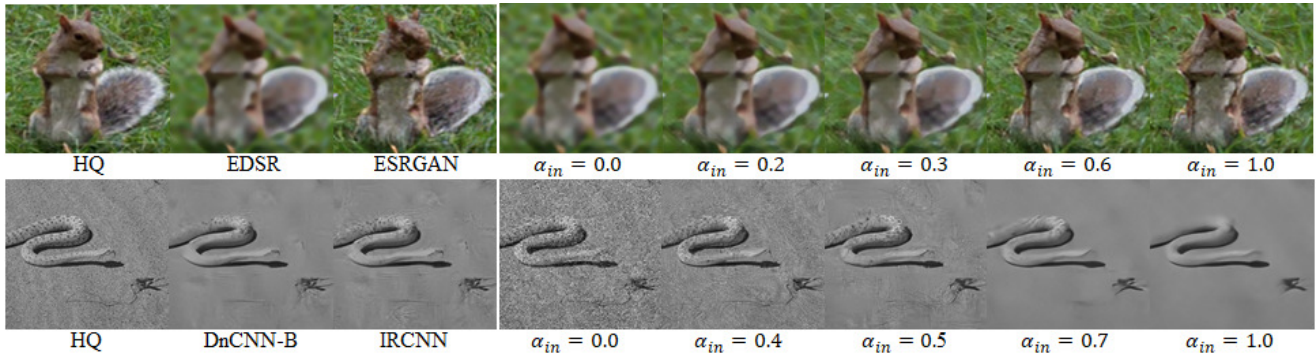 HQ EDSR ESRGAN α_in = 0.0 α_in = 0.2 α_in = 0.3 α_in = 0.6 α_in = 1.0
HQ DnCNN-B IRCNN α_in = 0.0 α_in = 0.4 α_in = 0.5 α_in = 0.7 α_in = 1.0